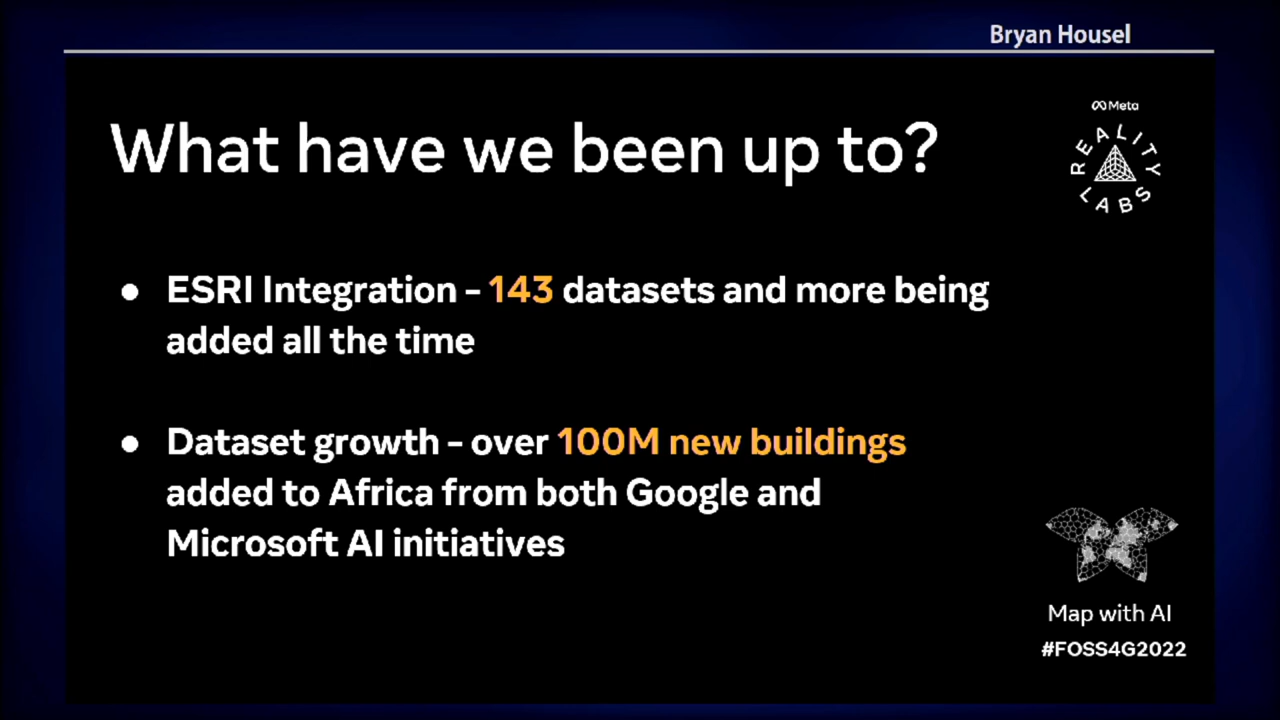 Bryan Housel
What have we been up to?
Meta
REALITY LABS
● ESRI Integration – 143 datasets and more being
added all the time
● Dataset growth – over 100M new buildings
added to Africa from both Google and
Microsoft AI initiatives
Map with AI
#FOSS4G2022